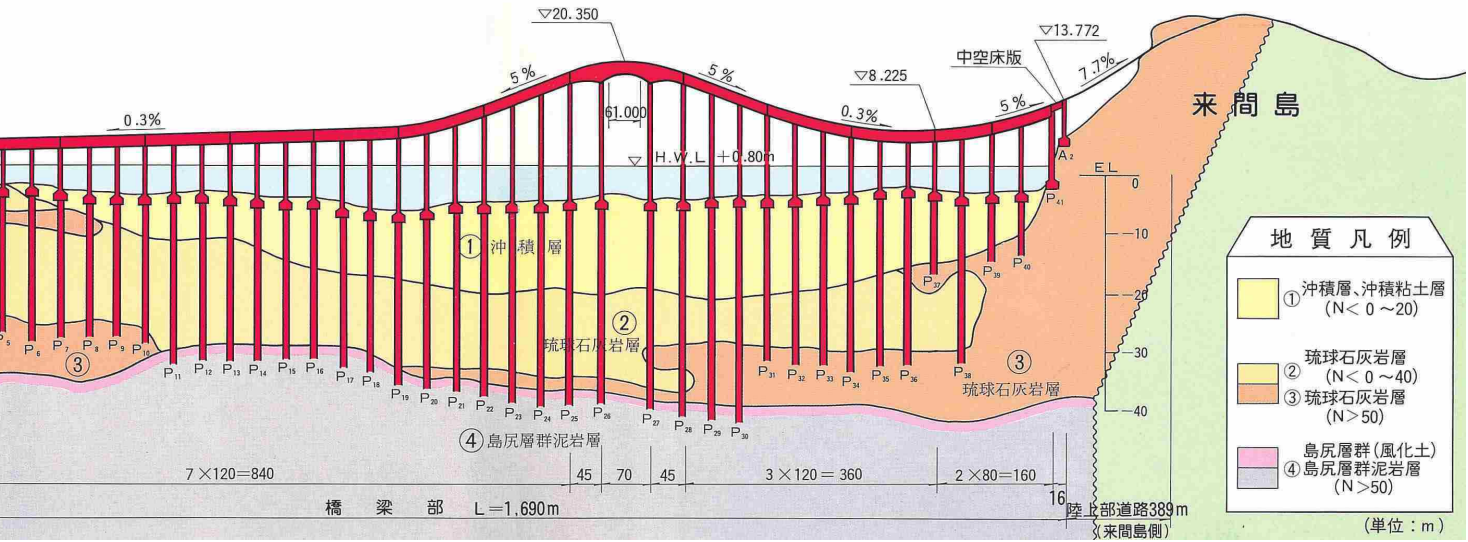 ▽20.350
▽13.772
中空床版
▽8.225
7.7%
5%
5%
61.000
0.3%
0.3%
5%
来間島
▽ H.W.L +0.80m
A2
EL
0
-10
-20
-30
-40
P5
P6
P7
P8
P9
P10
P11
P12
P13
P14
P15
P16
P17
P18
P19
P20
P21
P22
P23
P24
P25
P26
P27
P28
P29
P30
P31
P32
P33
P34
P35
P36
P37
P38
P39
P40
P41
① 沖積層
②
琉球石灰岩層
③
③
琉球石灰岩層
④ 島尻層群泥岩層
7×120=840
45
70
45
3×120=360
2×80=160
16
橋梁部 L=1,690m
陸上部道路389m
(来間島側)
地質凡例
① 沖積層、沖積粘土層
(N<0~20)
② 琉球石灰岩層
(N<0~40)
③ 琉球石灰岩層
(N>50)
島尻層群(風化土)
④ 島尻層群泥岩層
(N>50)
(単位:m)